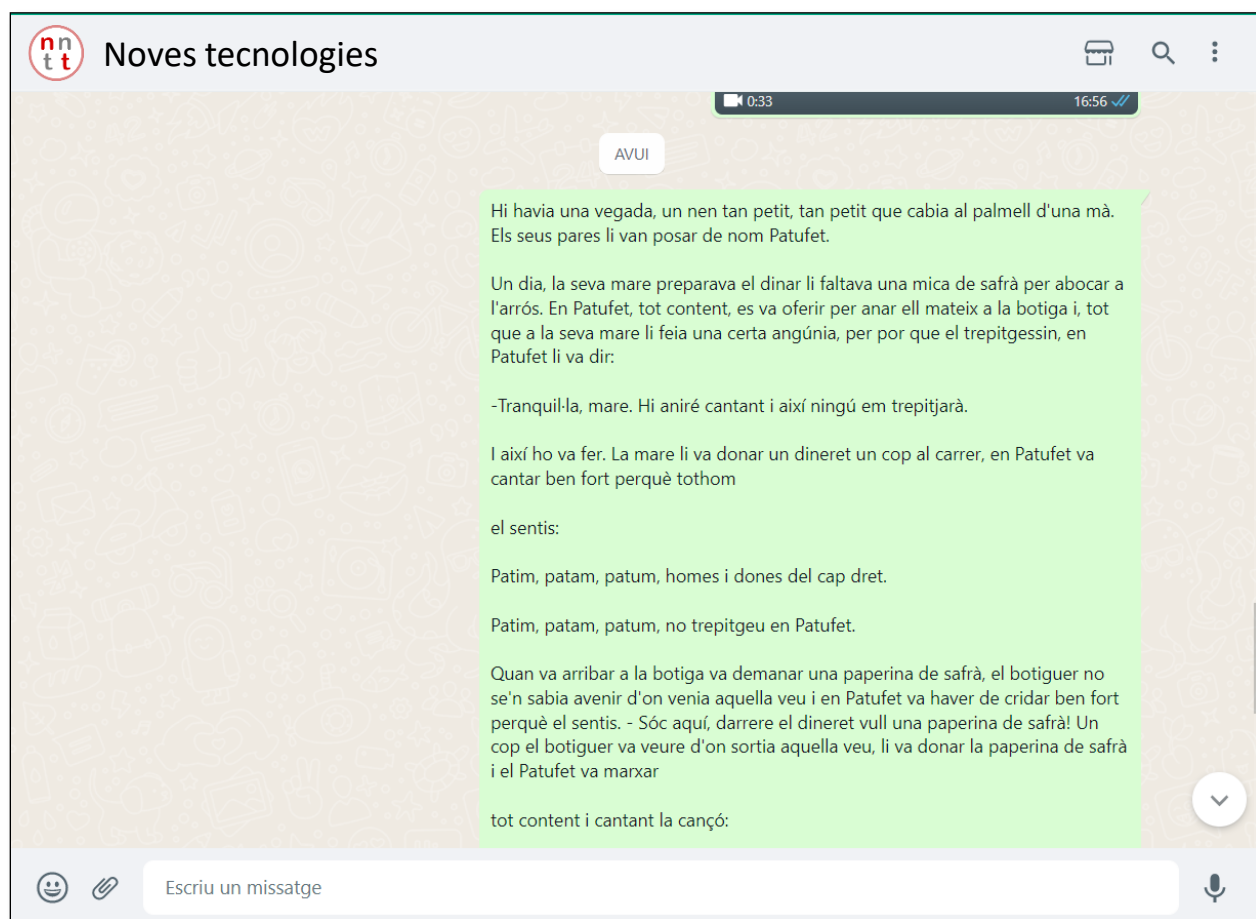 nn
tt
Noves tecnologies
0:33
16:56
AVUI
Hi havia una vegada, un nen tan petit, tan petit que cabia al palmell d'una mà.
Els seus pares li van posar de nom Patufet.
Un dia, la seva mare preparava el dinar li faltava una mica de safrà per abocar a
l'arrós. En Patufet, tot content, es va oferir per anar ell mateix a la botiga i, tot
que a la seva mare li feia una certa angúnia, per por que el trepitgessin, en
Patufet li va dir:
-Tranquil·la, mare. Hi aniré cantant i així ningú em trepitjarà.
I així ho va fer. La mare li va donar un dineret un cop al carrer, en Patufet va
cantar ben fort perquè tothom
el sentis:
Patim, patam, patum, homes i dones del cap dret.
Patim, patam, patum, no trepitgeu en Patufet.
Quan va arribar a la botiga va demanar una paperina de safrà, el botiguer no
se'n sabia avenir d'on venia aquella veu i en Patufet va haver de cridar ben fort
perquè el sentis. - Sóc aquí, darrere el dineret vull una paperina de safrà! Un
cop el botiguer va veure d'on sortia aquella veu, li va donar la paperina de safrà
i el Patufet va marxar
tot content i cantant la cançó:
Escriu un missatge